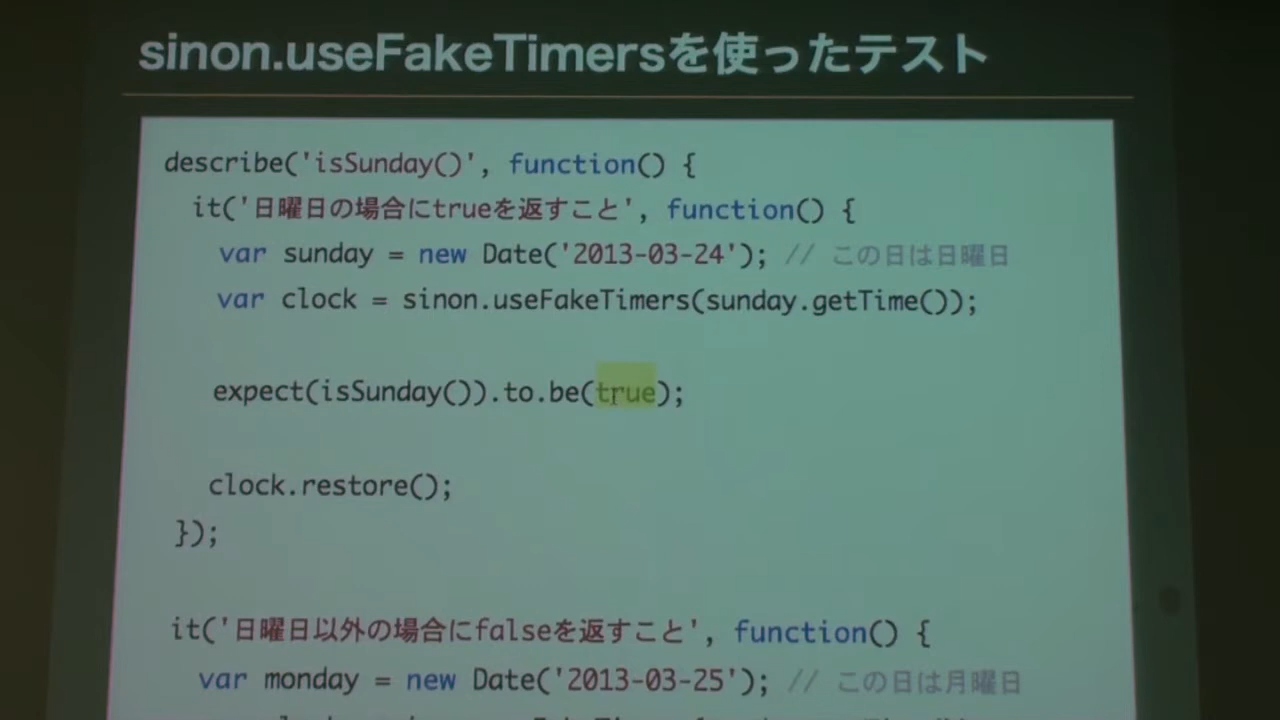 sinon.useFakeTimersを使ったテスト
describe('isSunday()', function() {
it('日曜日の場合にtrueを返すこと', function() {
var sunday = new Date('2013-03-24'); // この日は日曜日
var clock = sinon.useFakeTimers(sunday.getTime());
expect(isSunday()).to.be(true);
clock.restore();
});
it('日曜日以外の場合にfalseを返すこと', function() {
var monday = new Date('2013-03-25'); // この日は月曜日